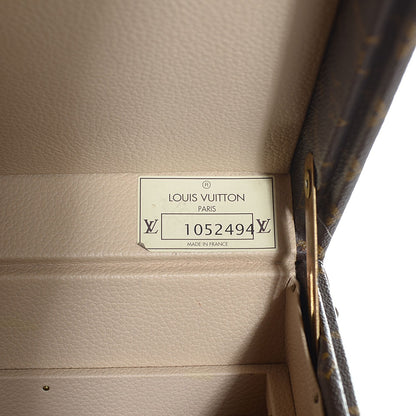 ®
LOUIS VUITTON
PARIS
LV 1052494 LV
MADE IN FRANCE